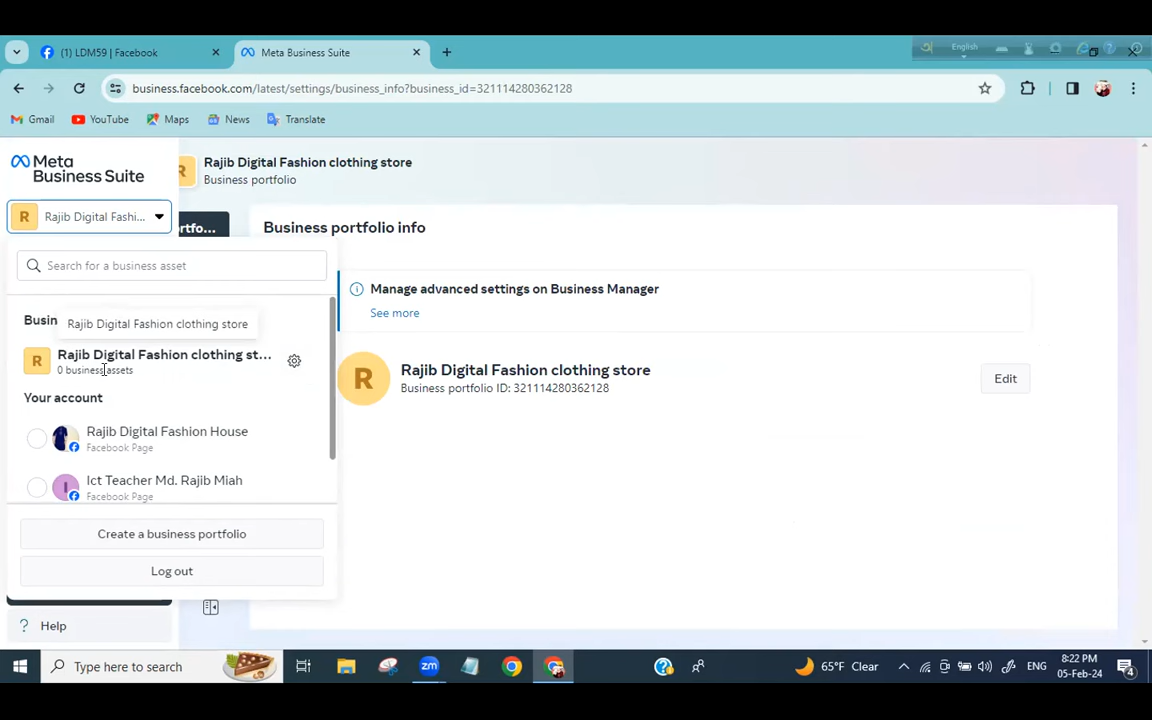 (1) LDM59 | Facebook
Meta Business Suite
English
business.facebook.com/latest/settings/business_info?business_id=321114280362128
Gmail
YouTube
Maps
News
Translate
Meta
Business Suite
Rajib Digital Fashion clothing store
Business portfolio
R
R
Rajib Digital Fashi...
rtfo...
Business portfolio info
Search for a business asset
Manage advanced settings on Business Manager
See more
Busin
Rajib Digital Fashion clothing store
R
Rajib Digital Fashion clothing st...
0 business assets
R
Rajib Digital Fashion clothing store
Business portfolio ID: 321114280362128
Edit
Your account
Rajib Digital Fashion House
Facebook Page
I
Ict Teacher Md. Rajib Miah
Facebook Page
Create a business portfolio
Log out
? Help
Type here to search
zm
65°F Clear
ENG
8:22 PM
05-Feb-24
4